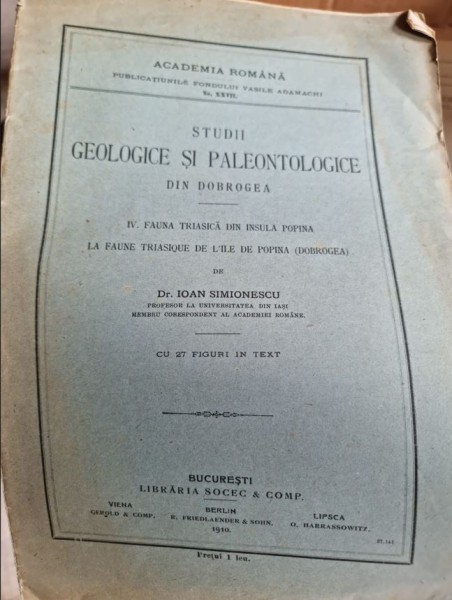 ACADEMIA ROMÂNĂ
PUBLICAȚIUNILE FONDULUI VASILE ADAMACHI
No. XXVII.
STUDII
GEOLOGICE ȘI PALEONTOLOGICE
DIN DOBROGEA
IV. FAUNA TRIASICĂ DIN INSULA POPINA
LA FAUNE TRIASIQUE DE L'ILE DE POPINA (DOBROGEA)
DE
Dr. IOAN SIMIONESCU
PROFESOR LA UNIVERSITATEA DIN IAȘI
MEMBRU CORESPONDENT AL ACADEMIEI ROMÂNE.
CU 27 FIGURI IN TEXT
BUCUREȘTI
LIBRĂRIA SOCEC & COMP.
VIENA BERLIN LIPSCA
GEROLD & COMP. R. FRIEDLAENDER & SOHN. O. HARRASSOWITZ.
1910.
Prețul 1 leu.